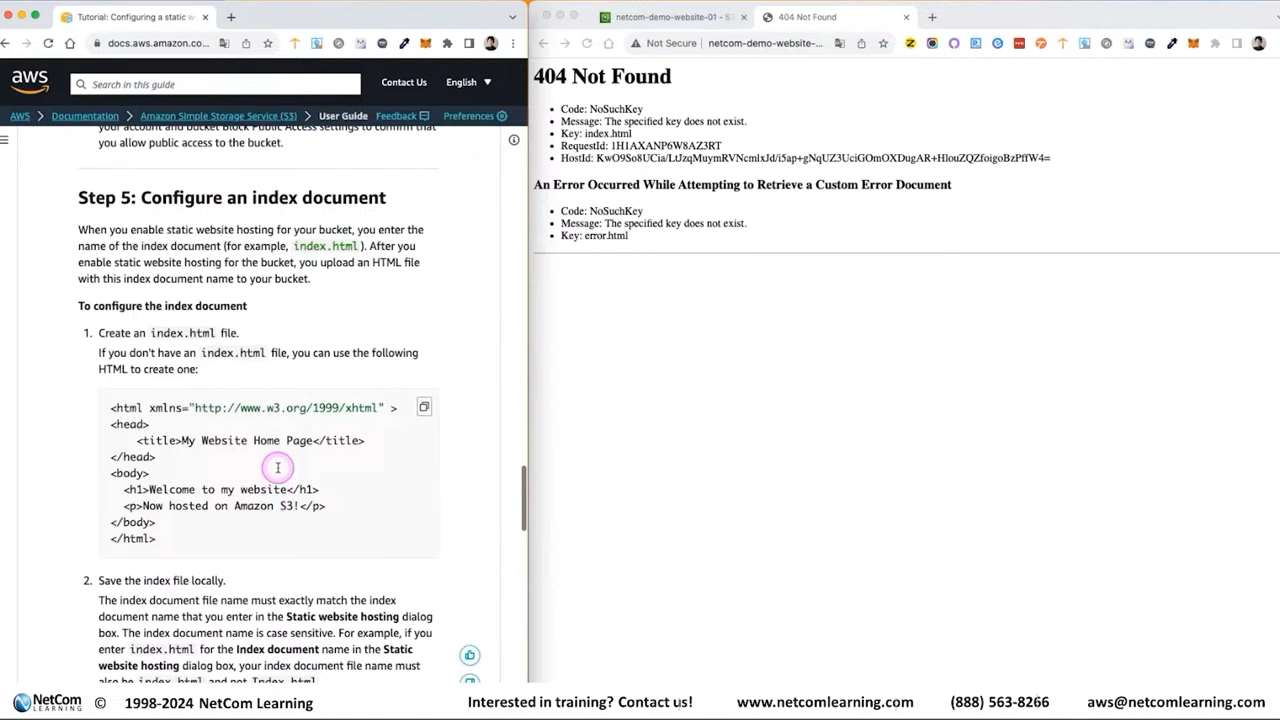 Tutorial: Configuring a static w
docs.aws.amazon.co...
aws
Search in this guide
Contact Us
English
AWS
Documentation
Amazon Simple Storage Service (S3)
User Guide
Feedback
Preferences
your account and bucket Block Public Access settings to confirm that
you allow public access to the bucket.
Step 5: Configure an index document
When you enable static website hosting for your bucket, you enter the
name of the index document (for example, index.html). After you
enable static website hosting for the bucket, you upload an HTML file
with this index document name to your bucket.
To configure the index document
1. Create an index.html file.
If you don't have an index.html file, you can use the following
HTML to create one:
<html xmlns="http://www.w3.org/1999/xhtml" >
<head>
<title>My Website Home Page</title>
</head>
<body>
<h1>Welcome to my website</h1>
<p>Now hosted on Amazon S3!</p>
</body>
</html>
2. Save the index file locally.
The index document file name must exactly match the index
document name that you enter in the Static website hosting dialog
box. The index document name is case sensitive. For example, if you
enter index.html for the Index document name in the Static
website hosting dialog box, your index document file name must
also be index.html and not Index.html.
netcom-demo-website-01 - S3
404 Not Found
Not Secure
netcom-demo-website-...
404 Not Found
• Code: NoSuchKey
• Message: The specified key does not exist.
• Key: index.html
• RequestId: 1H1AXANP6W8AZ3RT
• HostId: KwO9So8UCia/LtJzqMuymRVNcmlxJd/i5ap+gNqUZ3UciGOmOXDugAR+HlouZQZfoigoBzPffW4=
An Error Occurred While Attempting to Retrieve a Custom Error Document
• Code: NoSuchKey
• Message: The specified key does not exist.
• Key: error.html
NetCom
LEARNING
© 1998-2024 NetCom Learning
Interested in training? Contact us!
www.netcomlearning.com
(888) 563-8266
aws@netcomlearning.com